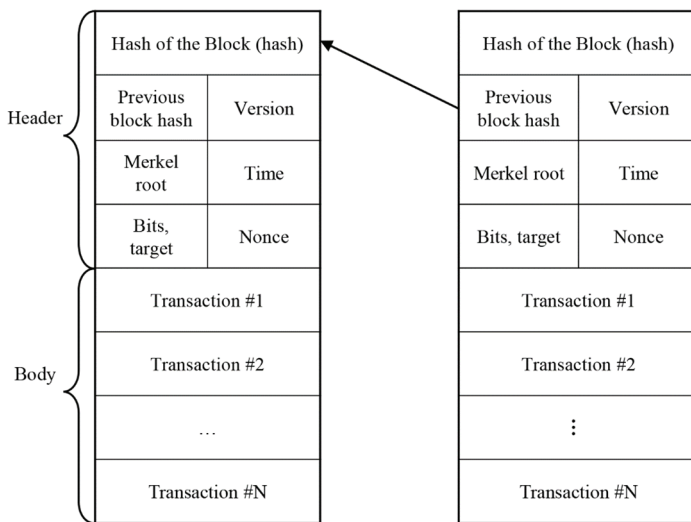 Header
Body
Hash of the Block (hash)
Previous
block hash
Version
Merkel
root
Time
Bits,
target
Nonce
Transaction #1
Transaction #2
...
Transaction #N
Hash of the Block (hash)
Previous
block hash
Version
Merkel root
Time
Bits, target
Nonce
Transaction #1
Transaction #2
⋮
Transaction #N